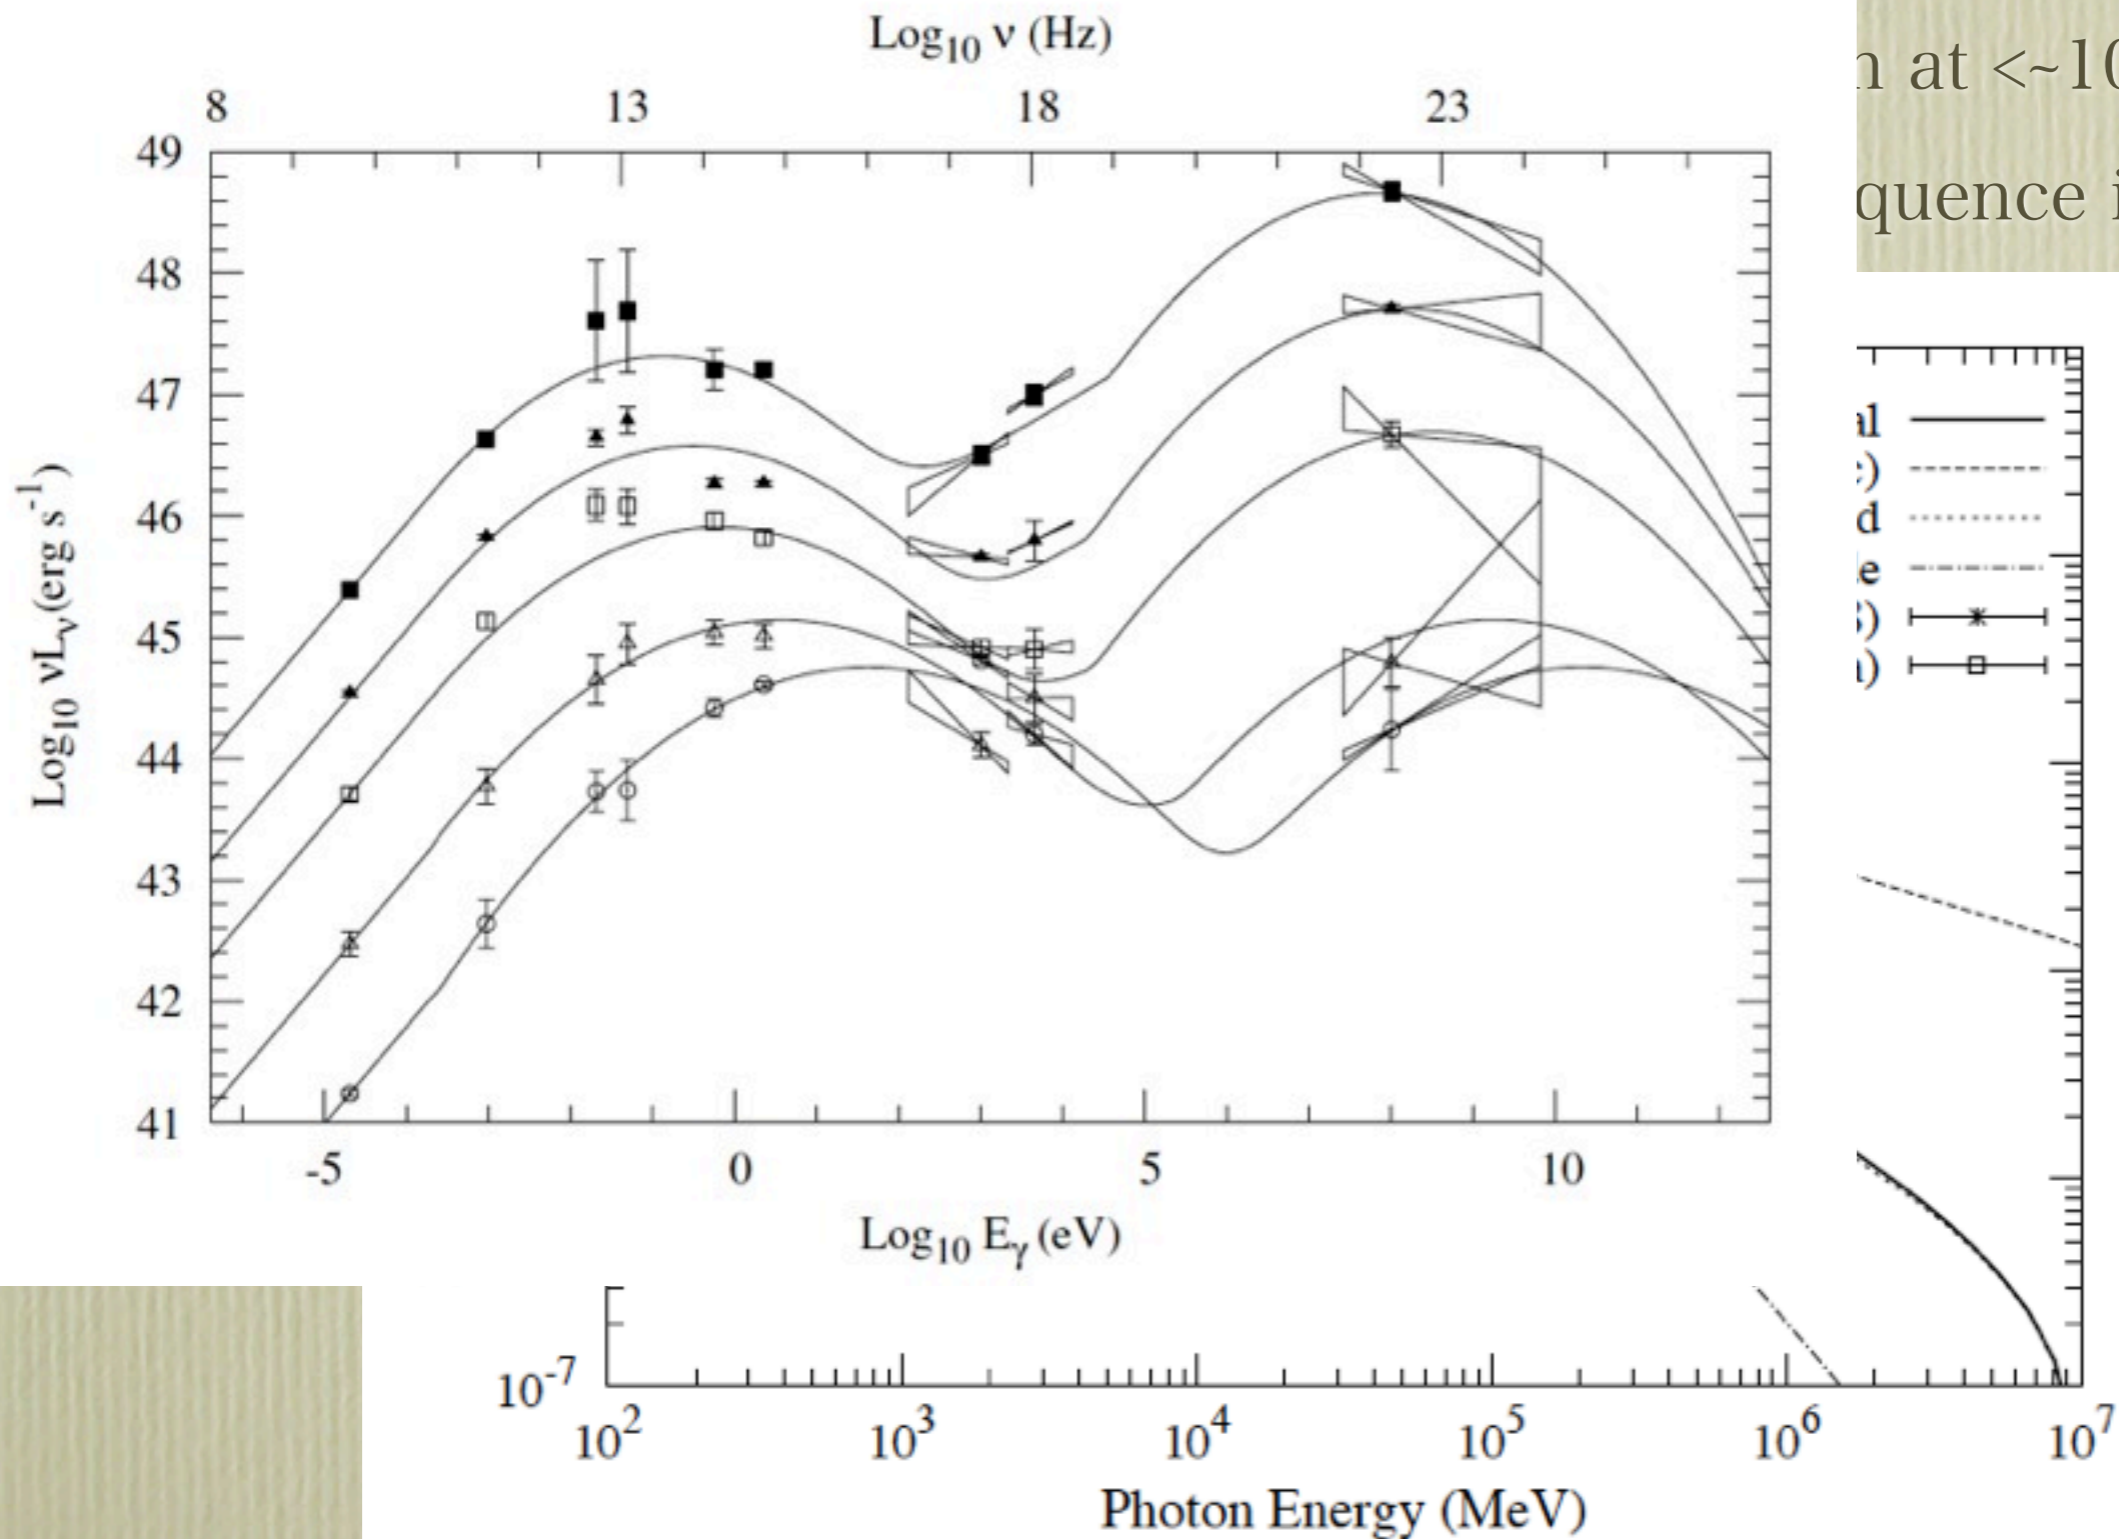 Log10 ν (Hz)
8 13 18 23
n at <~10
quence i
49
48
47
46
45
44
43
42
41
Log10 νLν(erg s-1)
-5 0 5 10
Log10 Eγ (eV)
al
c)
d
e
s)
)
10-7
102 103 104 105 106 107
Photon Energy (MeV)